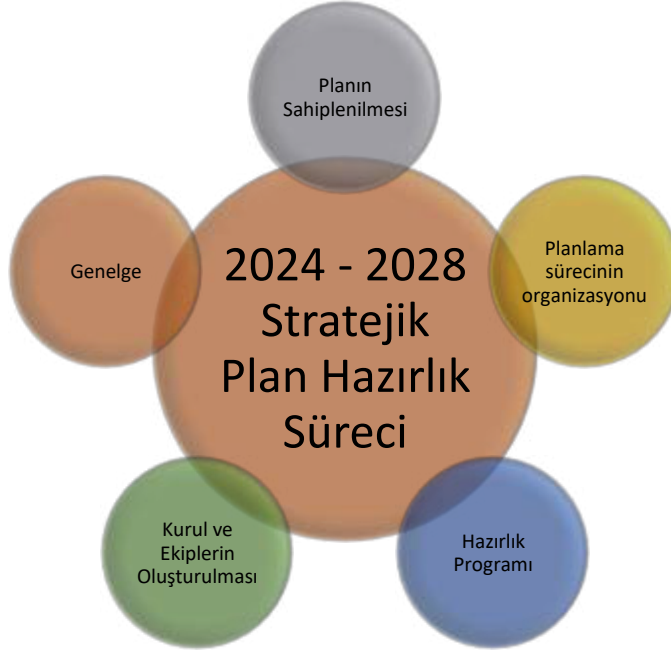 Planın
Sahiplenilmesi
Planlama
sürecinin
organizasyonu
Hazırlık
Programı
Kurul ve
Ekiplerin
Oluşturulması
Genelge
2024 - 2028
Stratejik
Plan Hazırlık
Süreci